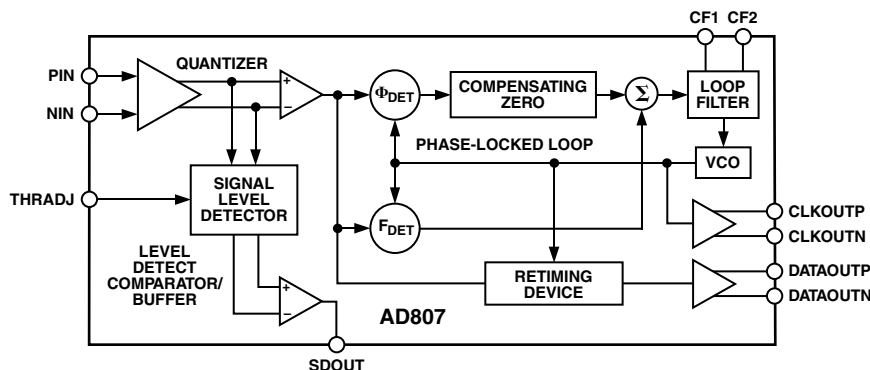 CF1 CF2
QUANTIZER
PIN
NIN
+
−
ΦDET
COMPENSATING
ZERO
Σ
LOOP
FILTER
PHASE-LOCKED LOOP
VCO
THRADJ
SIGNAL
LEVEL
DETECTOR
FDET
CLKOUTP
CLKOUTN
LEVEL
DETECT
COMPARATOR/
BUFFER
+
−
RETIMING
DEVICE
DATAOUTP
DATAOUTN
AD807
SDOUT